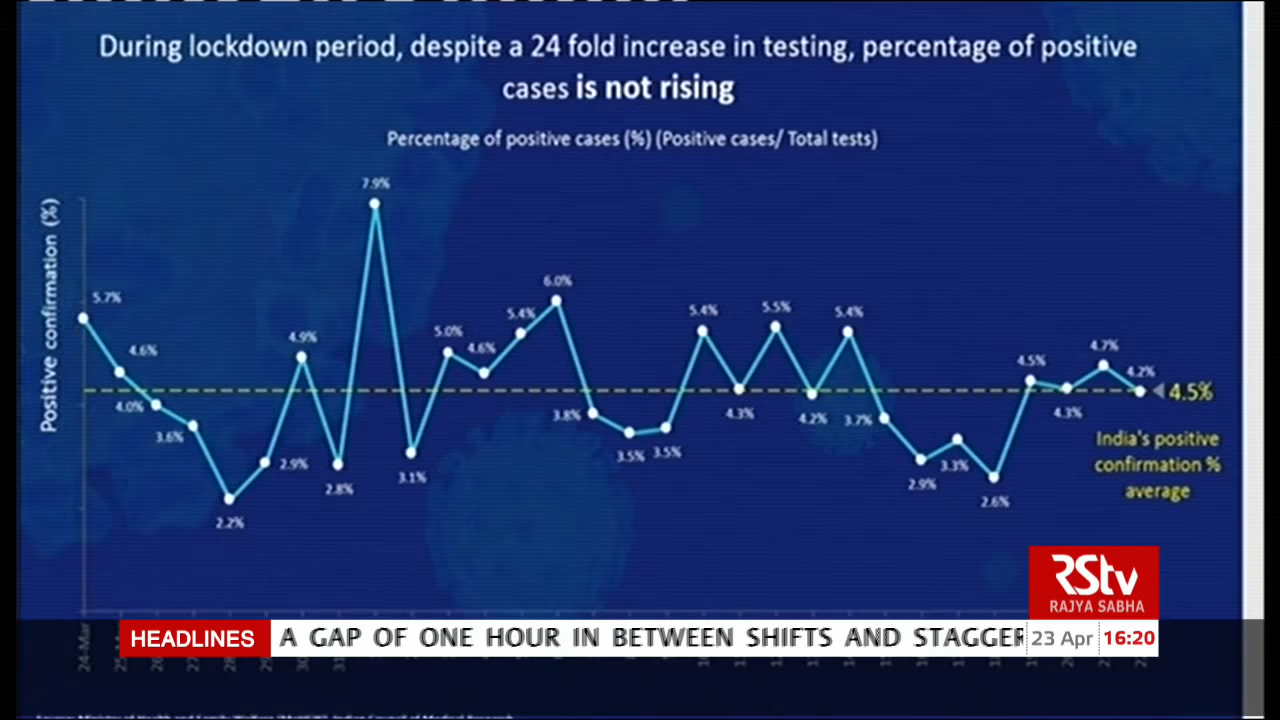 During lockdown period, despite a 24 fold increase in testing, percentage of positive
cases is not rising
Percentage of positive cases (%) (Positive cases/ Total tests)
Positive confirmation (%)
5.7%
4.6%
4.0%
3.6%
2.2%
2.9%
4.9%
2.8%
7.9%
3.1%
5.0%
4.6%
5.4%
6.0%
3.8%
3.5%
3.5%
5.4%
4.3%
5.5%
4.2%
5.4%
3.7%
2.9%
3.3%
2.6%
4.5%
4.3%
4.7%
4.2%
4.5%
India's positive
confirmation %
average
24-Mar
RStv
RAJYA SABHA
HEADLINES
A GAP OF ONE HOUR IN BETWEEN SHIFTS AND STAGGER
23 Apr
16:20